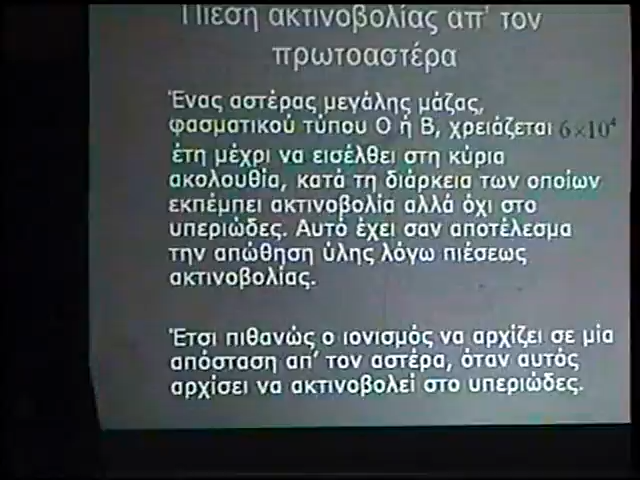 Πίεση ακτινοβολίας απ' τον
πρωτοαστέρα
Ένας αστέρας μεγάλης μάζας,
φασματικού τύπου Ο ή Β, χρειάζεται 6×10⁴
έτη μέχρι να εισέλθει στη κύρια
ακολουθία, κατά τη διάρκεια των οποίων
εκπέμπει ακτινοβολία αλλά όχι στο
υπεριώδες. Αυτό έχει σαν αποτέλεσμα
την απώθηση ύλης λόγω πιέσεως
ακτινοβολίας.
Έτσι πιθανώς ο ιονισμός να αρχίζει σε μία
απόσταση απ' τον αστέρα, όταν αυτός
αρχίσει να ακτινοβολεί στο υπεριώδες.